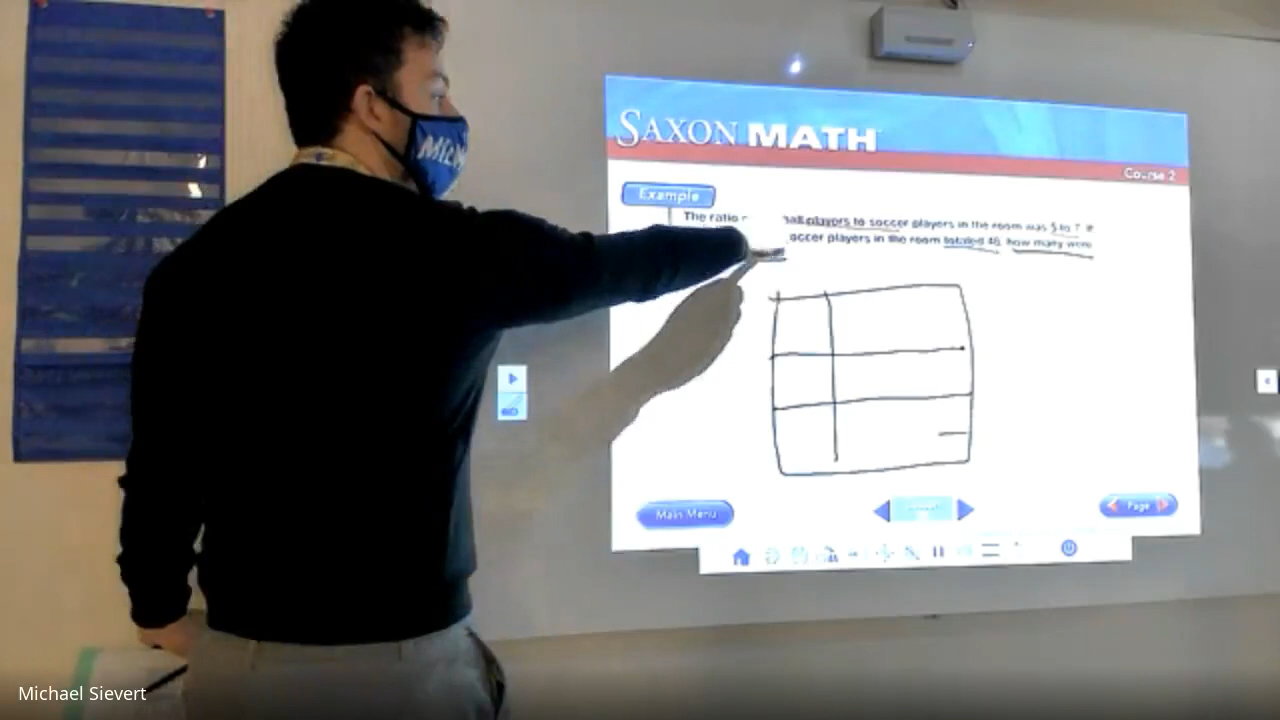 SAXON MATH
Course 2
Example
The ratio players to soccer players in the room was 5 to 7. If
soccer players in the room totaled 48, how many were
Main Menu
Page
Michael Sievert